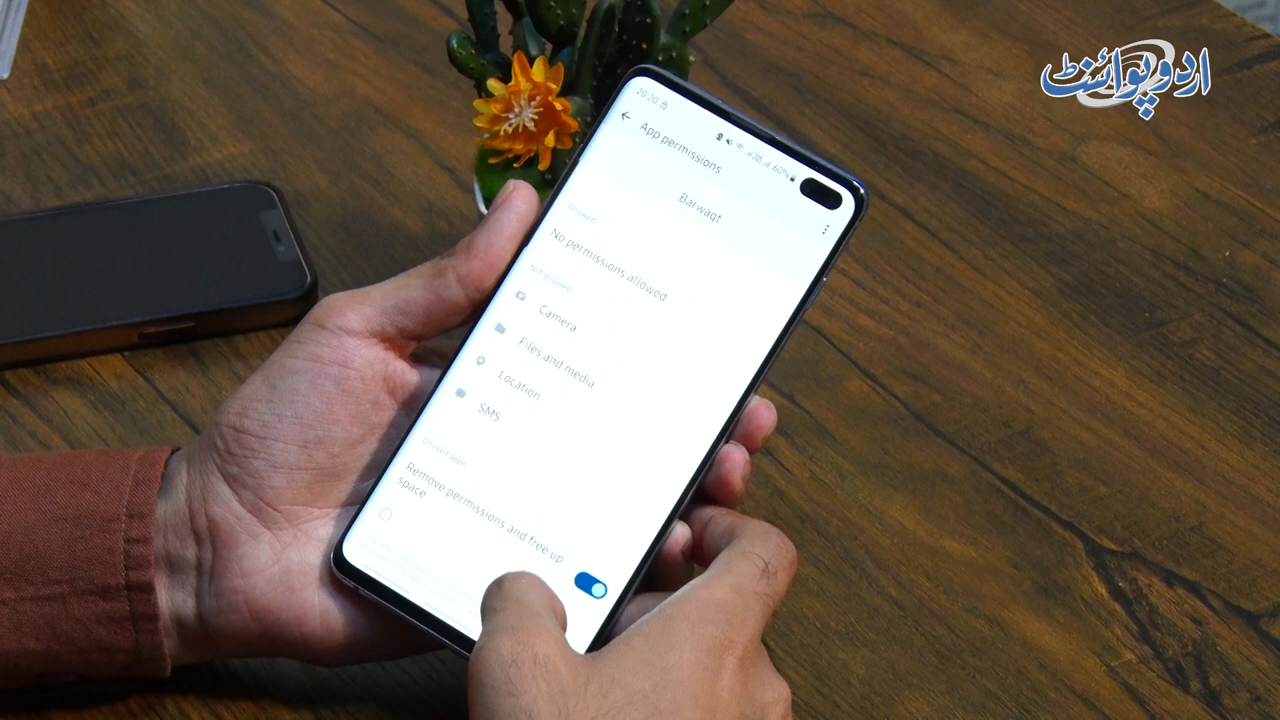 اردو پوائنٹ
20:20
60%
App permissions
Barwaqt
Allowed
No permissions allowed
Not allowed
Camera
Files and media
Location
SMS
Unused apps
Remove permissions and free up
space